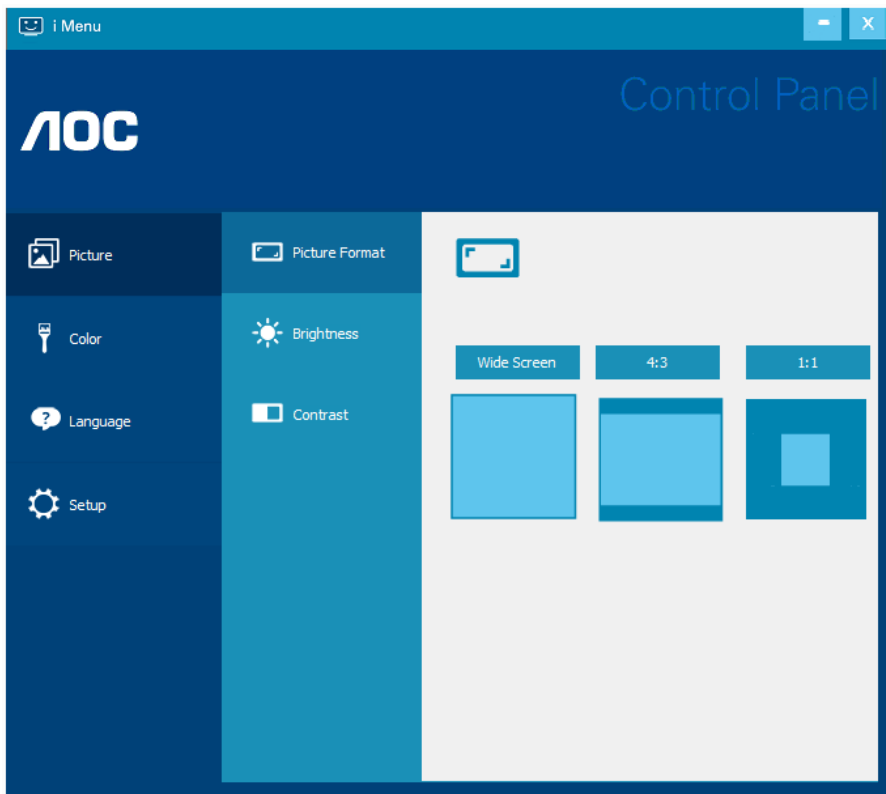 i Menu
X
Control Panel
AOC
Picture
Color
Language
Setup
Picture Format
Brightness
Contrast
Wide Screen
4:3
1:1